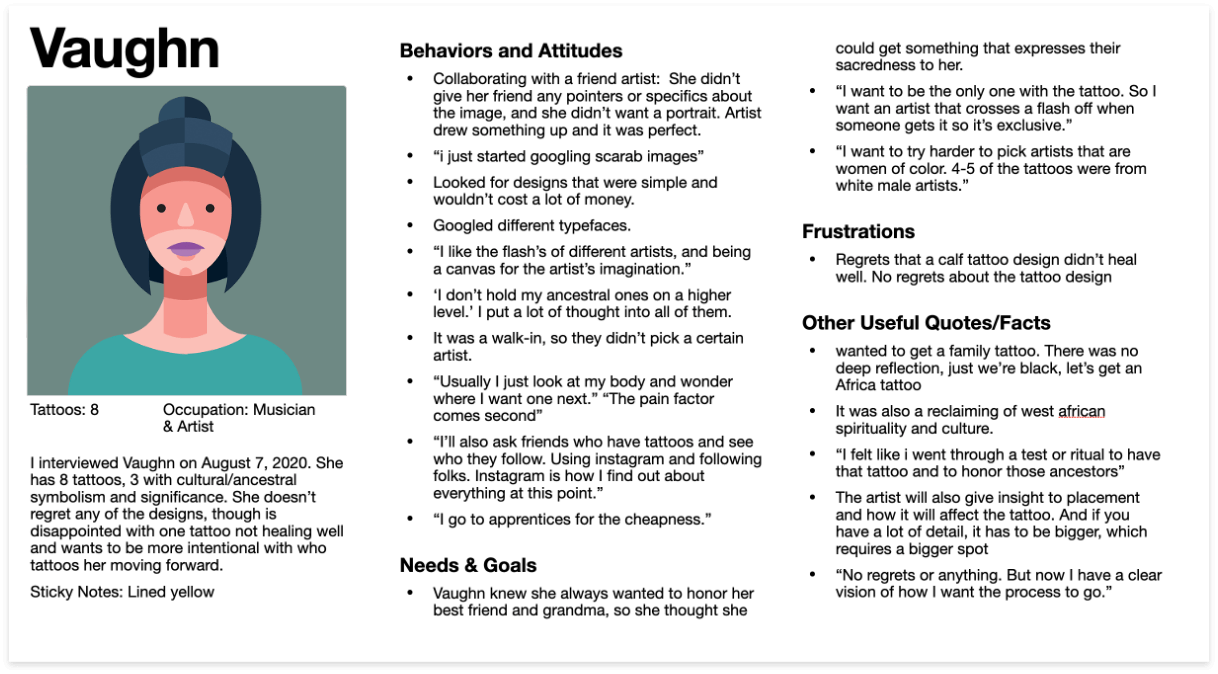 Vaughn
Tattoos: 8
Occupation: Musician
& Artist
I interviewed Vaughn on August 7, 2020. She
has 8 tattoos, 3 with cultural/ancestral
symbolism and significance. She doesn’t
regret any of the designs, though is
disappointed with one tattoo not healing well
and wants to be more intentional with who
tattoos her moving forward.
Sticky Notes: Lined yellow
Behaviors and Attitudes
• Collaborating with a friend artist:  She didn’t
give her friend any pointers or specifics about
the image, and she didn’t want a portrait. Artist
drew something up and it was perfect.
• “i just started googling scarab images”
• Looked for designs that were simple and
wouldn’t cost a lot of money.
• Googled different typefaces.
• “I like the flash’s of different artists, and being
a canvas for the artist’s imagination.”
• ‘I don’t hold my ancestral ones on a higher
level.’ I put a lot of thought into all of them.
• It was a walk-in, so they didn’t pick a certain
artist.
• “Usually I just look at my body and wonder
where I want one next.” “The pain factor
comes second”
• “I’ll also ask friends who have tattoos and see
who they follow. Using instagram and following
folks. Instagram is how I find out about
everything at this point.”
• “I go to apprentices for the cheapness.”
Needs & Goals
• Vaughn knew she always wanted to honor her
best friend and grandma, so she thought she
could get something that expresses their
sacredness to her.
• “I want to be the only one with the tattoo. So I
want an artist that crosses a flash off when
someone gets it so it’s exclusive.”
• “I want to try harder to pick artists that are
women of color. 4-5 of the tattoos were from
white male artists.”
Frustrations
• Regrets that a calf tattoo design didn’t heal
well. No regrets about the tattoo design
Other Useful Quotes/Facts
• wanted to get a family tattoo. There was no
deep reflection, just we’re black, let’s get an
Africa tattoo
• It was also a reclaiming of west african
spirituality and culture.
• “I felt like i went through a test or ritual to have
that tattoo and to honor those ancestors”
• The artist will also give insight to placement
and how it will affect the tattoo. And if you
have a lot of detail, it has to be bigger, which
requires a bigger spot
• “No regrets or anything. But now I have a clear
vision of how I want the process to go.”